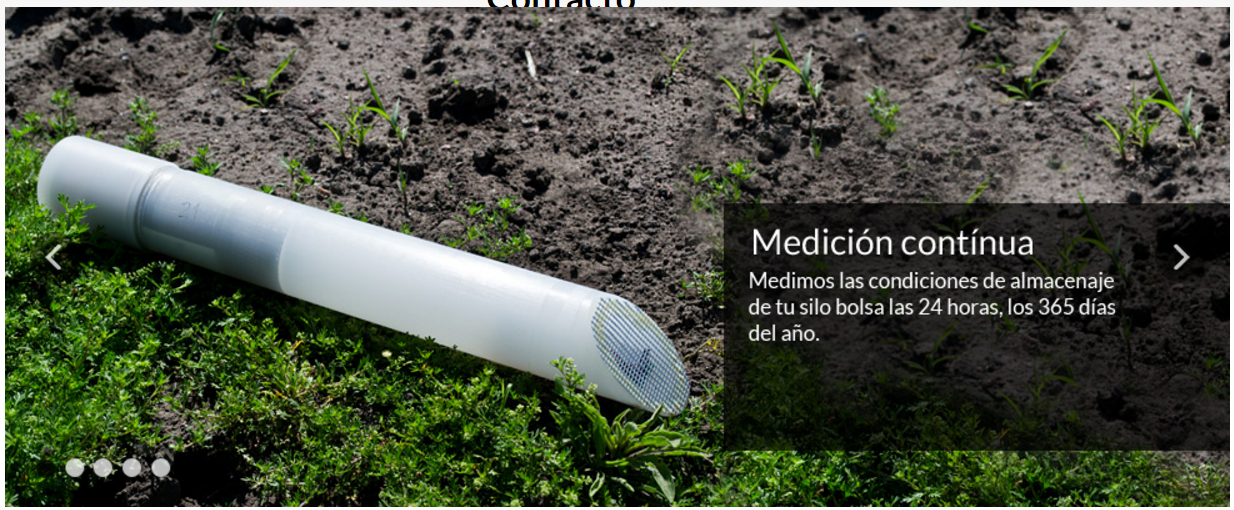 Contacto
Medición contínua
Medimos las condiciones de almacenaje
de tu silo bolsa las 24 horas, los 365 días
del año.